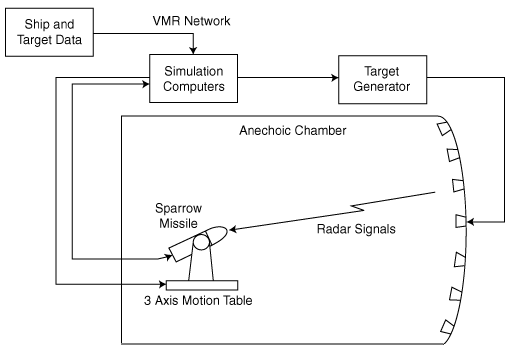 Ship and
Target Data
VMR Network
Simulation
Computers
Target
Generator
Anechoic Chamber
Sparrow
Missile
Radar Signals
3 Axis Motion Table